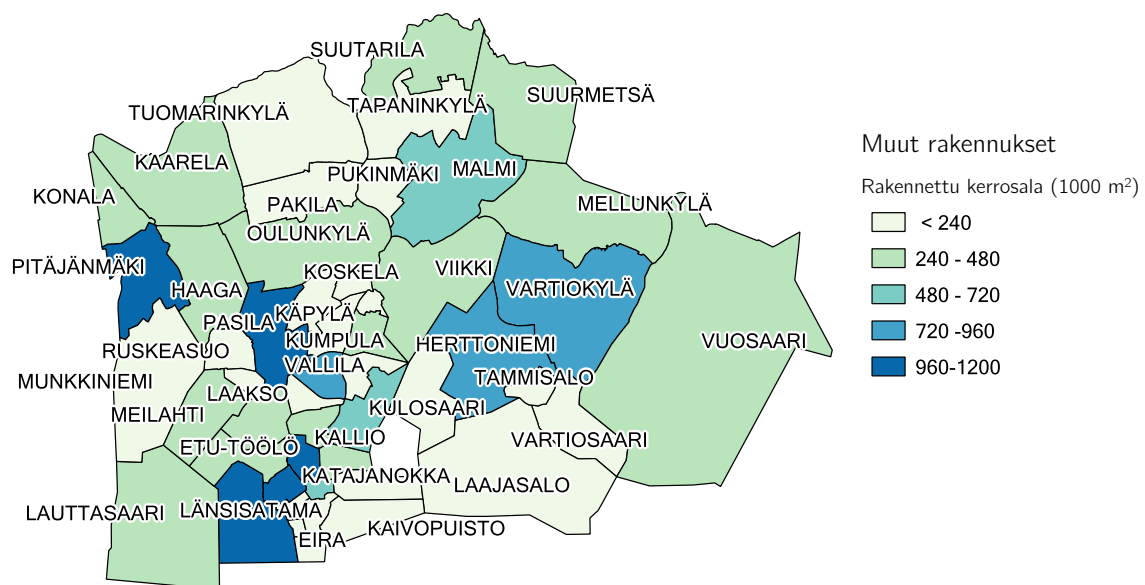 SUUTARILA
SUURMETSÄ
TUOMARINKYLÄ
TAPANINKYLÄ
KAARELA
PUKINMÄKI
MALMI
KONALA
PAKILA
MELLUNKYLÄ
OULUNKYLÄ
PITÄJÄNMÄKI
KOSKELA
VIIKKI
HAAGA
VARTIOKYLÄ
PASILA
KÄPYLÄ
KUMPULA
HERTTONIEMI
VUOSAARI
RUSKEASUO
VALLILA
MUNKKINIEMI
TAMMISALO
LAAKSO
MEILAHTI
KULOSAARI
KALLIO
VARTIOSAARI
ETU-TÖÖLÖ
KATAJANOKKA
LAAJASALO
LAUTTASAARI
LÄNSISATAMA
KAIVOPUISTO
EIRA
Muut rakennukset
Rakennettu kerrosala (1000 m²)
< 240
240 - 480
480 - 720
720 -960
960-1200